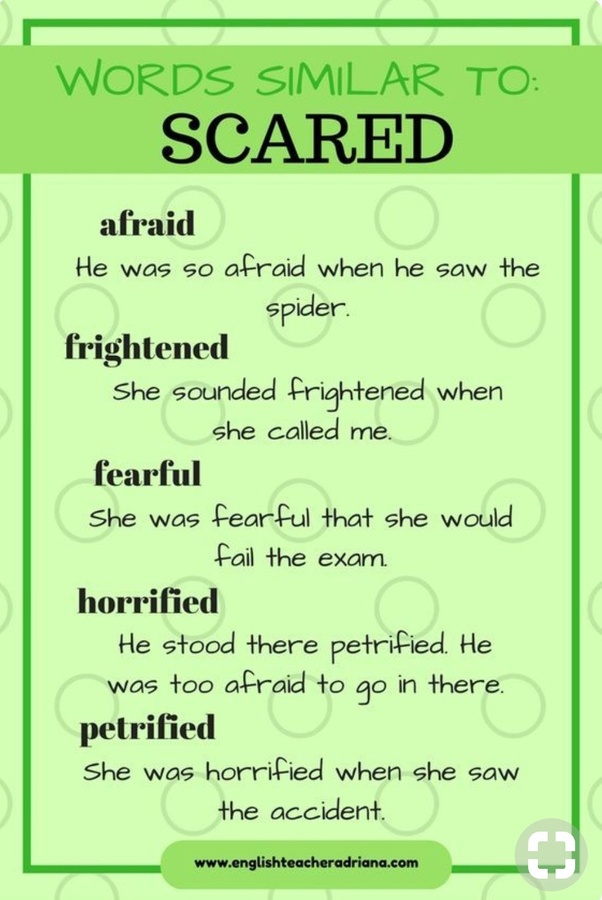 WORDS SIMILAR TO:
SCARED
afraid
He was so afraid when he saw the
spider.
frightened
She sounded frightened when
she called me.
fearful
She was fearful that she would
fail the exam.
horrified
He stood there petrified. He
was too afraid to go in there.
petrified
She was horrified when she saw
the accident.
www.englishteacheradriana.com